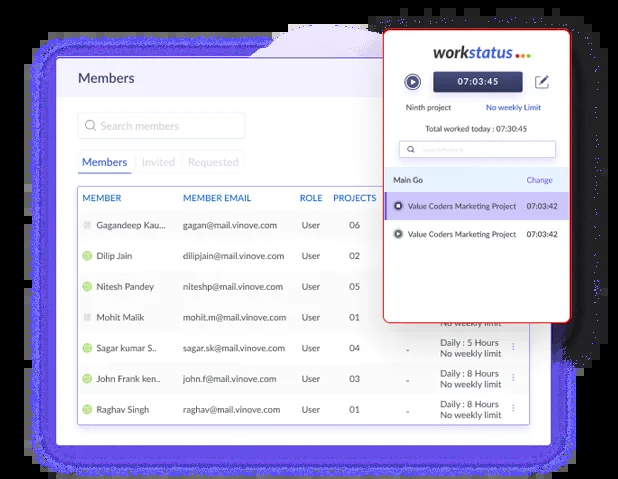 Members
Search members
Members Invited Requested
MEMBER MEMBER EMAIL ROLE PROJECTS
Gagandeep Kau... gagan@mail.vinove.com User 06
Dilip Jain dilipjain@mail.vinove.com User 02
Nitesh Pandey niteshp@mail.vinove.com User 05
Mohit Malik mohit.m@mail.vinove.com User 01
No weekly limit
Sagar kumar S.. sagar.sk@mail.vinove.com User 04 - Daily : 5 Hours
No weekly limit
John Frank ken.. john.f@mail.vinove.com User 03 - Daily : 8 Hours
No weekly limit
Raghav Singh raghav@mail.vinove.com User 01 - Daily : 8 Hours
No weekly limit
workstatus
07:03:45
Ninth project No weekly Limit
Total worked today : 07:30:45
Search Projects
Main Go Change
Value Coders Marketing Project 07:03:42
Value Coders Marketing Project 07:03:42